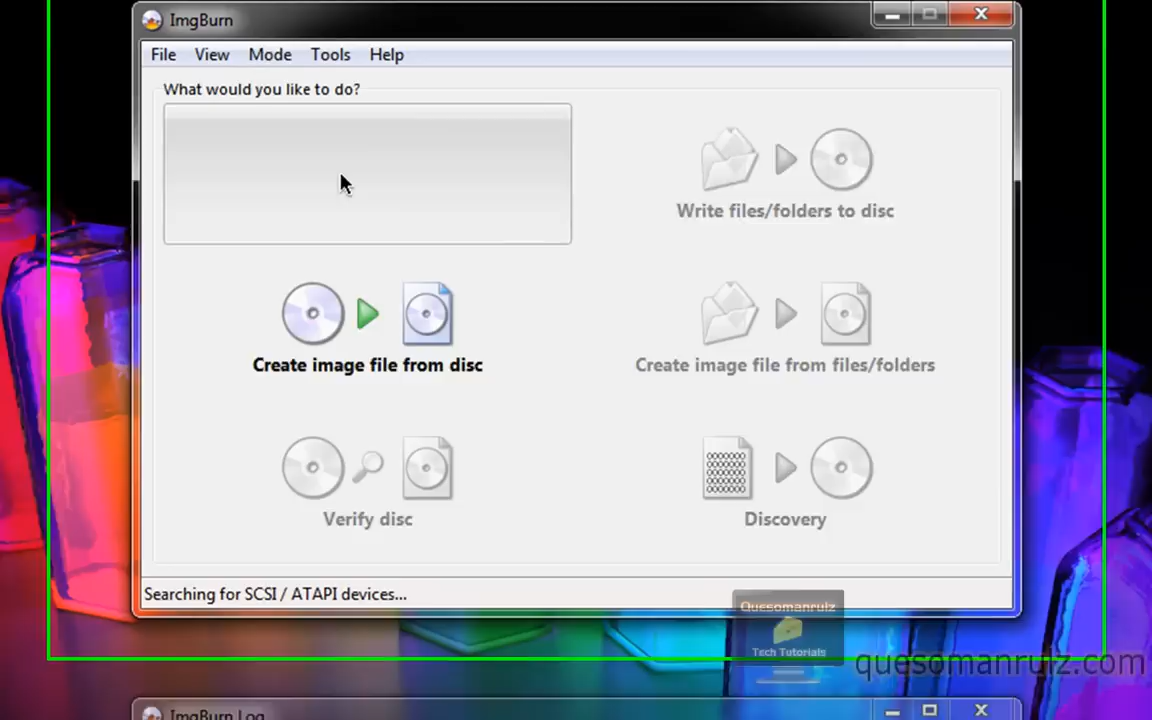 ImgBurn
File View Mode Tools Help
What would you like to do?
Write files/folders to disc
Create image file from disc
Create image file from files/folders
Verify disc
Discovery
Searching for SCSI / ATAPI devices...
Quesomanruiz
Tech Tutorials
quesomanruiz.com
ImgBurn Log